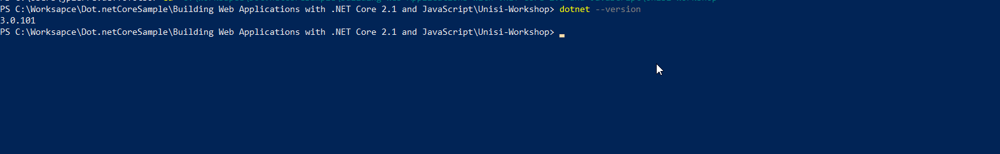 PS C:\Worksapce\Dot.netCoreSample\Building Web Applications with .NET Core 2.1 and JavaScript\Unisi-Workshop> dotnet --version
3.0.101
PS C:\Worksapce\Dot.netCoreSample\Building Web Applications with .NET Core 2.1 and JavaScript\Unisi-Workshop>